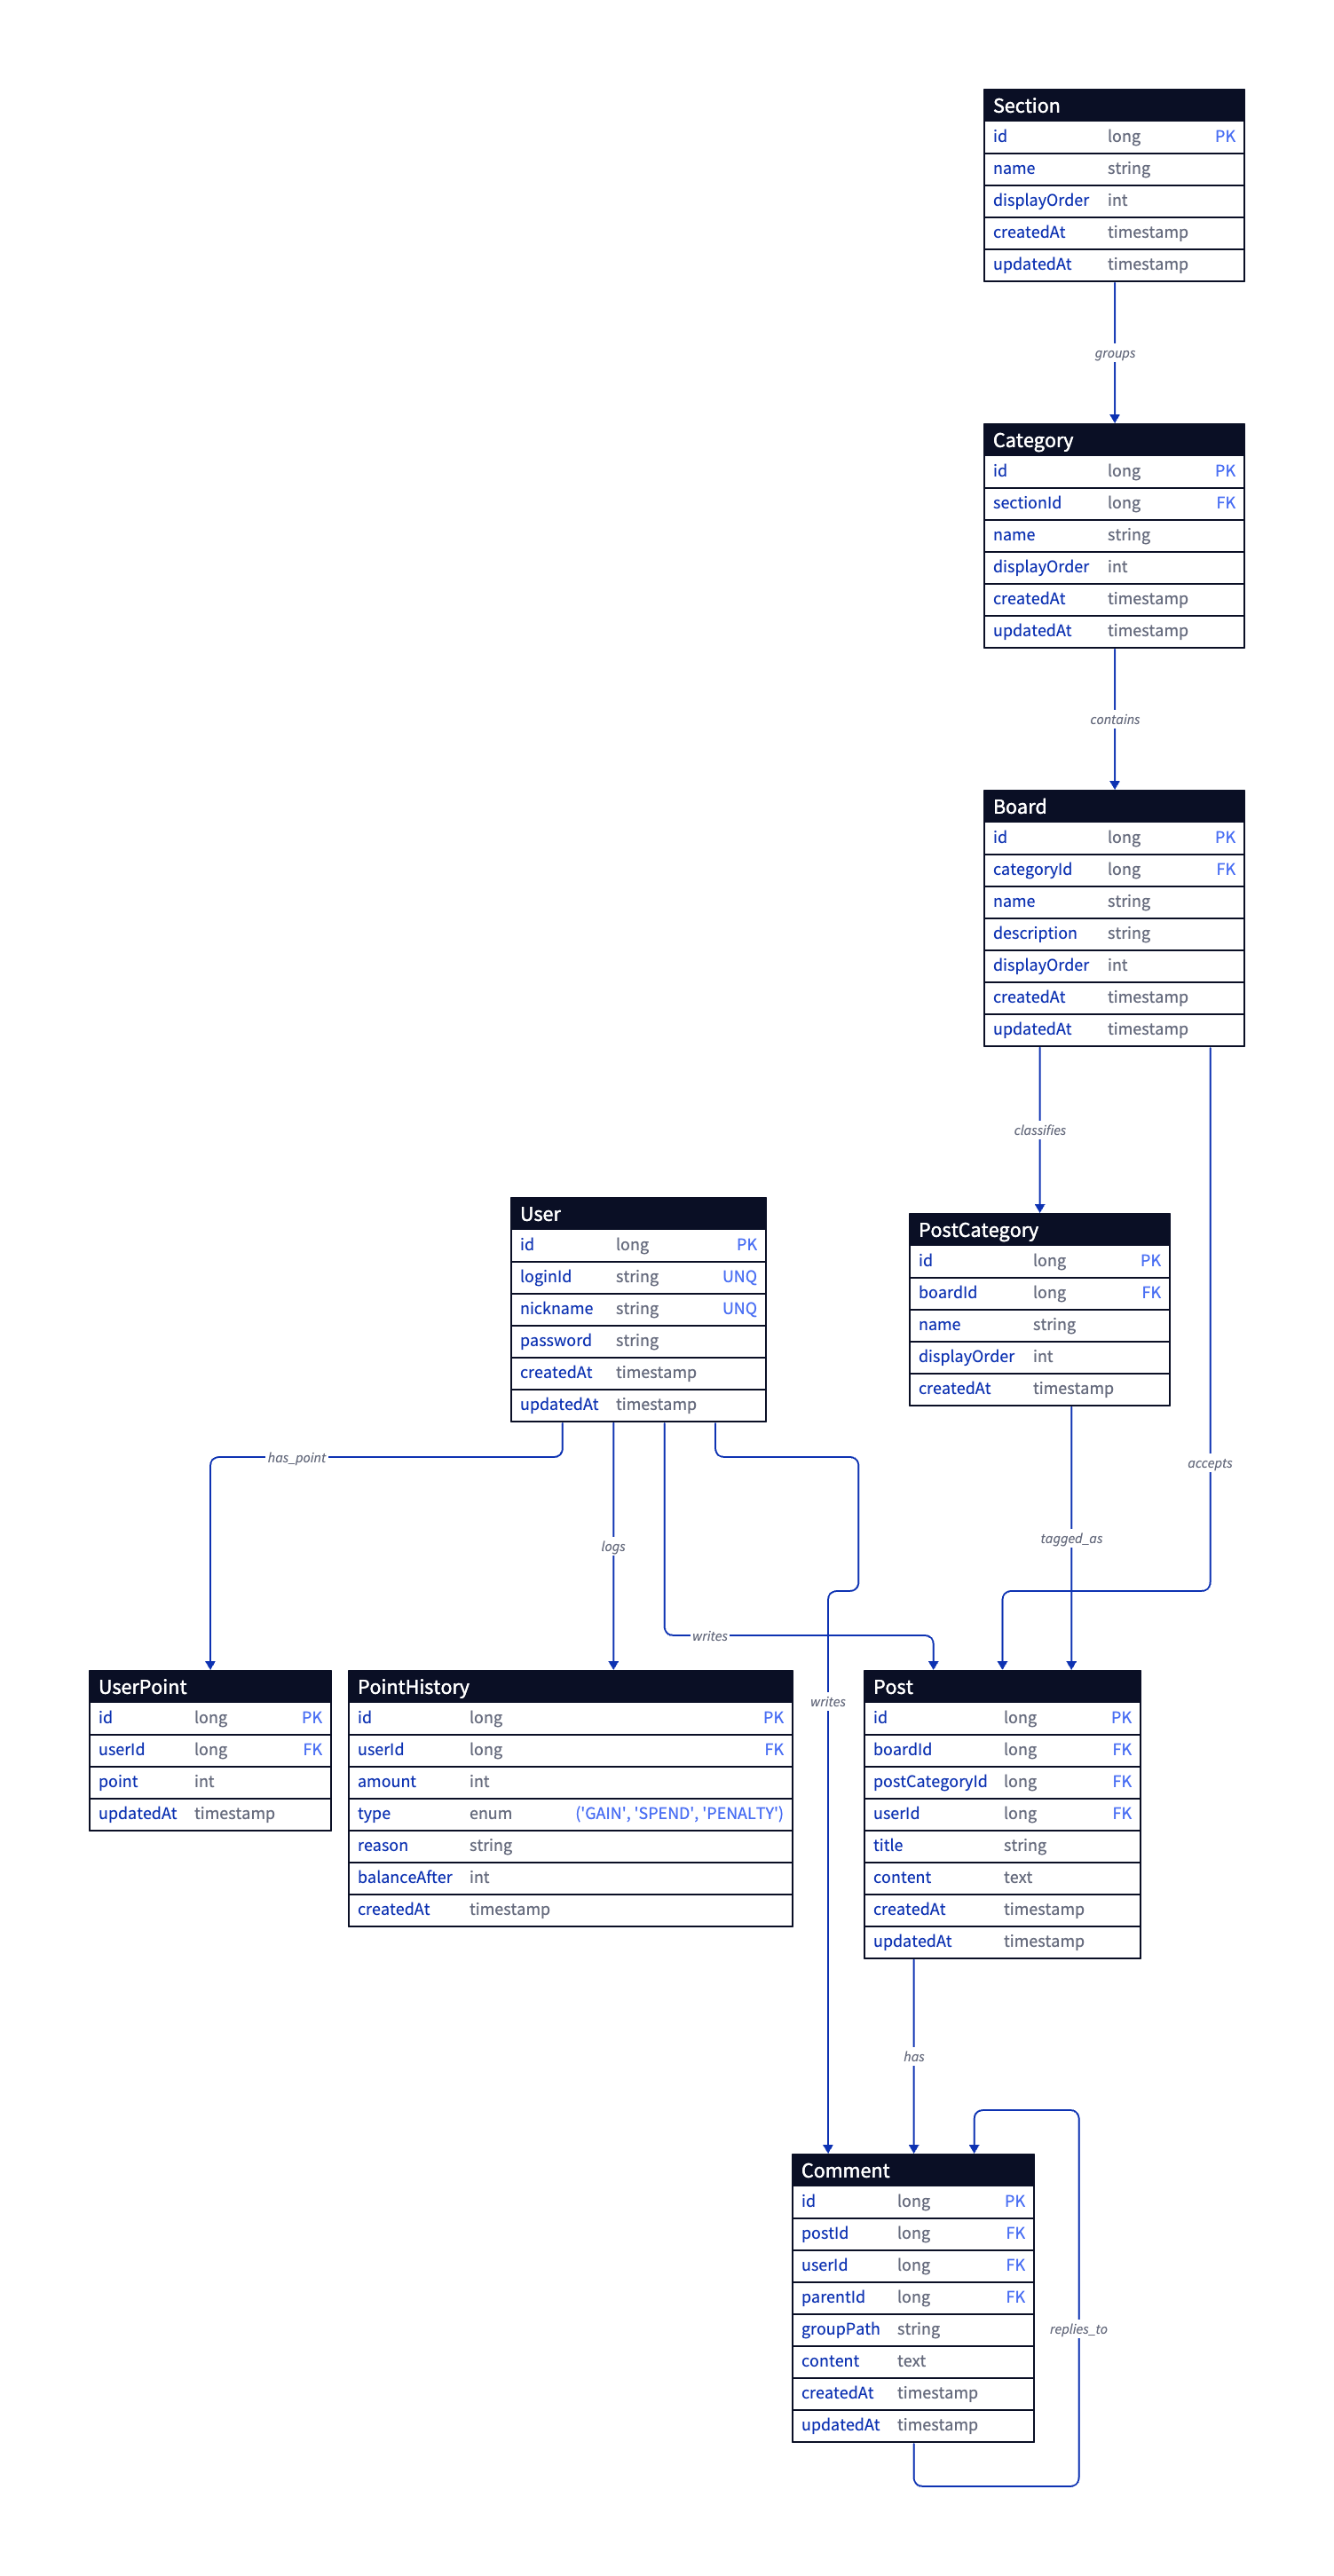 Section
id long PK
name string
displayOrder int
createdAt timestamp
updatedAt timestamp
groups
Category
id long PK
sectionId long FK
name string
displayOrder int
createdAt timestamp
updatedAt timestamp
contains
Board
id long PK
categoryId long FK
name string
description string
displayOrder int
createdAt timestamp
updatedAt timestamp
classifies
User
id long PK
loginId string UNQ
nickname string UNQ
password string
createdAt timestamp
updatedAt timestamp
PostCategory
id long PK
boardId long FK
name string
displayOrder int
createdAt timestamp
has_point
accepts
logs
tagged_as
writes
UserPoint
id long PK
userId long FK
point int
updatedAt timestamp
PointHistory
id long PK
userId long FK
amount int
type enum ('GAIN', 'SPEND', 'PENALTY')
reason string
balanceAfter int
createdAt timestamp
writes
Post
id long PK
boardId long FK
postCategoryId long FK
userId long FK
title string
content text
createdAt timestamp
updatedAt timestamp
has
Comment
id long PK
postId long FK
userId long FK
parentId long FK
groupPath string
content text
createdAt timestamp
updatedAt timestamp
replies_to